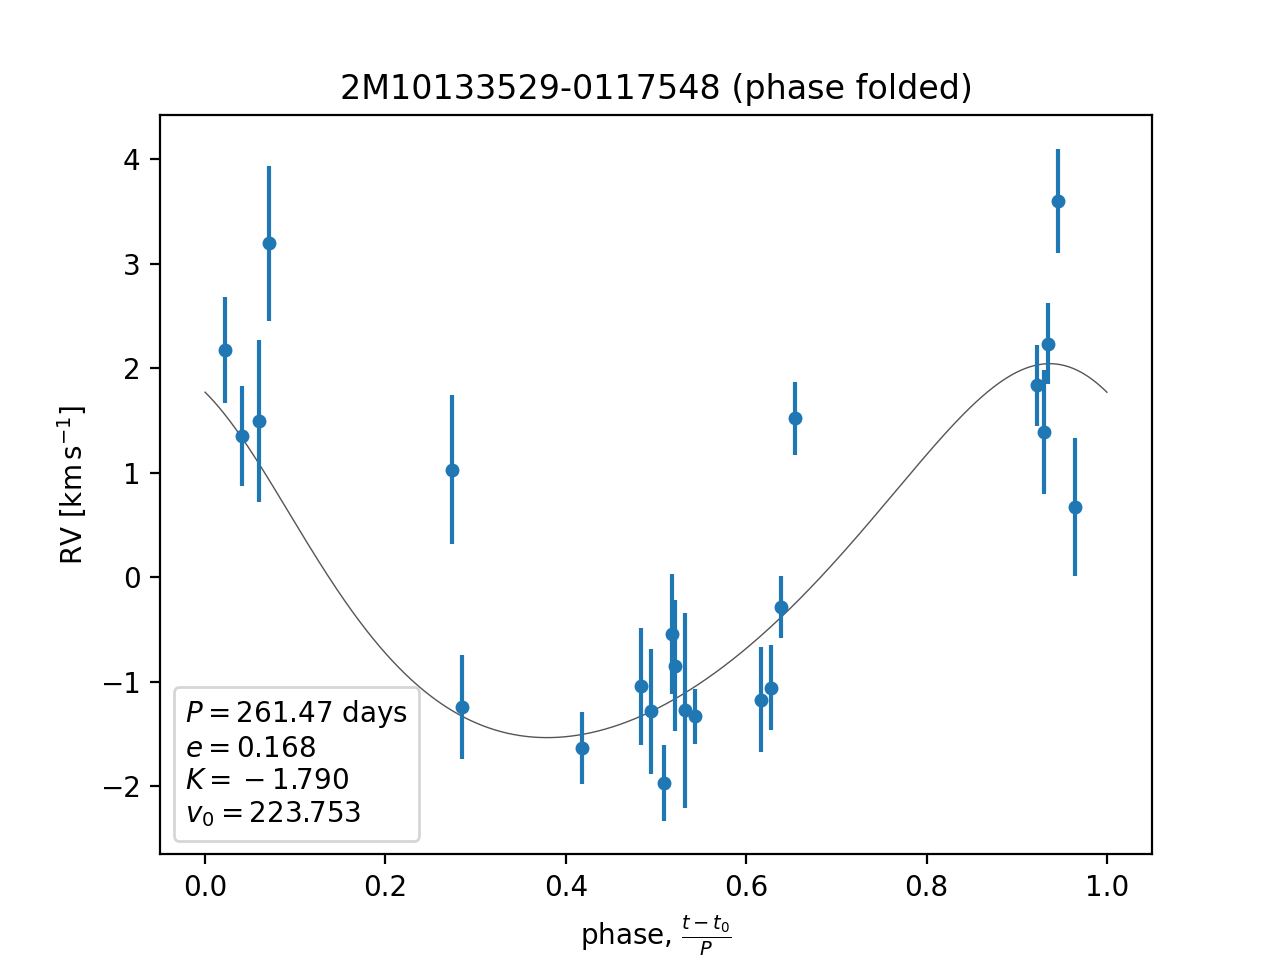 2M10133529-0117548 (phase folded)
4
3
2
1
0
−1
−2
RV [km s⁻¹]
P = 261.47 days
e = 0.168
K = −1.790
v₀ = 223.753
0.0 0.2 0.4 0.6 0.8 1.0
phase, (t − t₀)/P